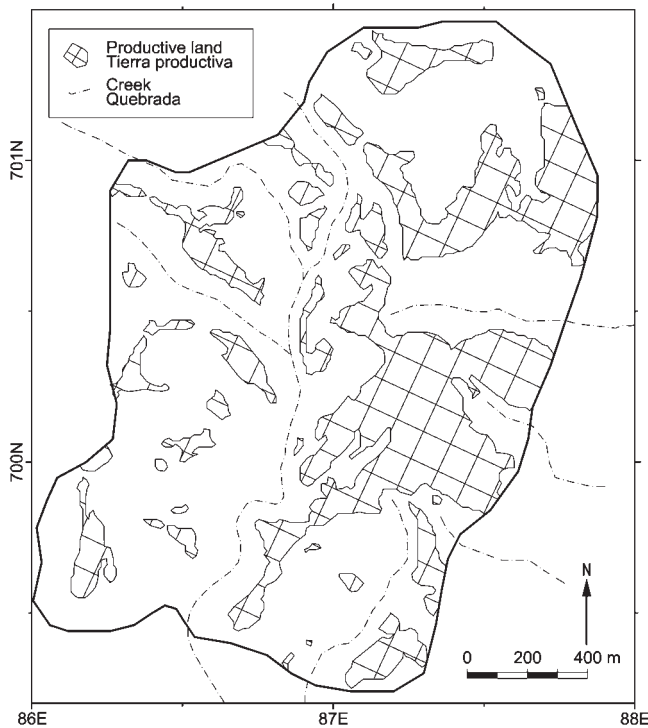 Productive land
Tierra productiva
Creek
Quebrada
701N
700N
N
0 200 400 m
86E 87E 88E